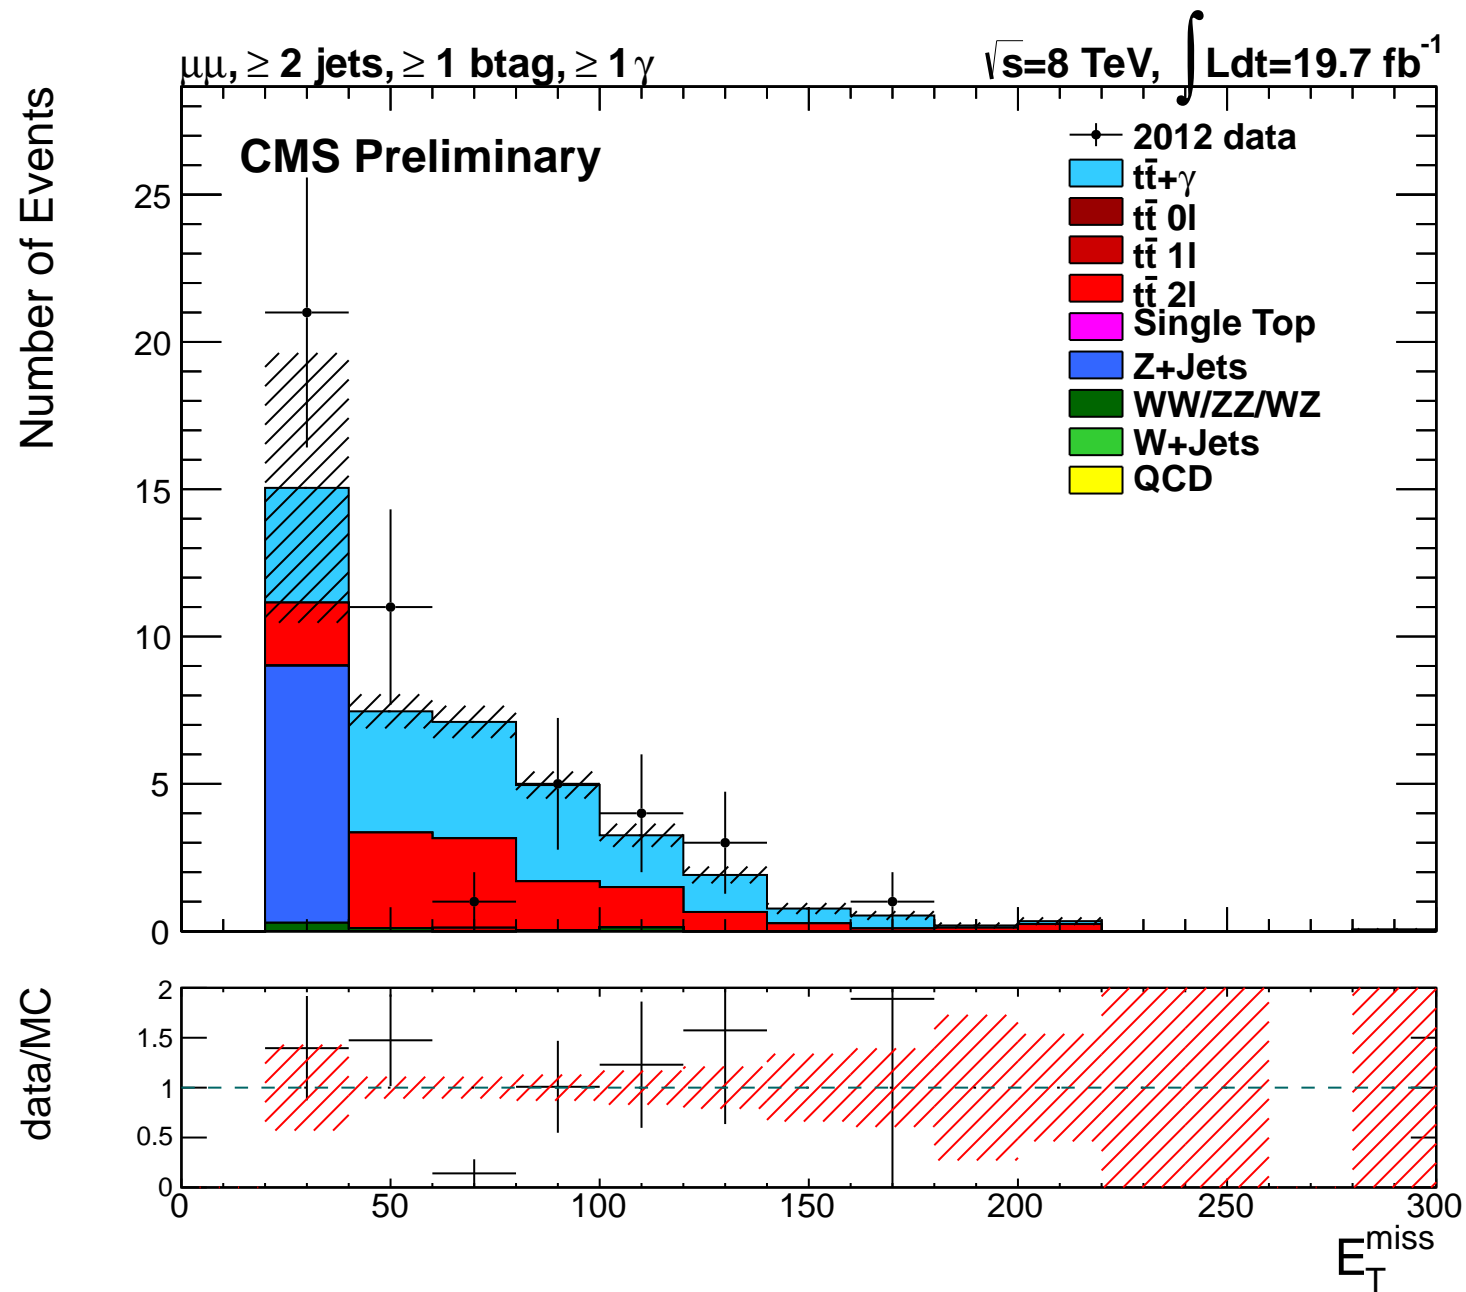 μμ, ≥ 2 jets, ≥ 1 btag, ≥ 1 γ
√s=8 TeV, ∫ Ldt=19.7 fb⁻¹
CMS Preliminary
2012 data
tt̄+γ
tt̄ 0l
tt̄ 1l
tt̄ 2l
Single Top
Z+Jets
WW/ZZ/WZ
W+Jets
QCD
Number of Events
25
20
15
10
5
0
data/MC
2
1.5
1
0.5
0
0 50 100 150 200 250 300
E_T^miss